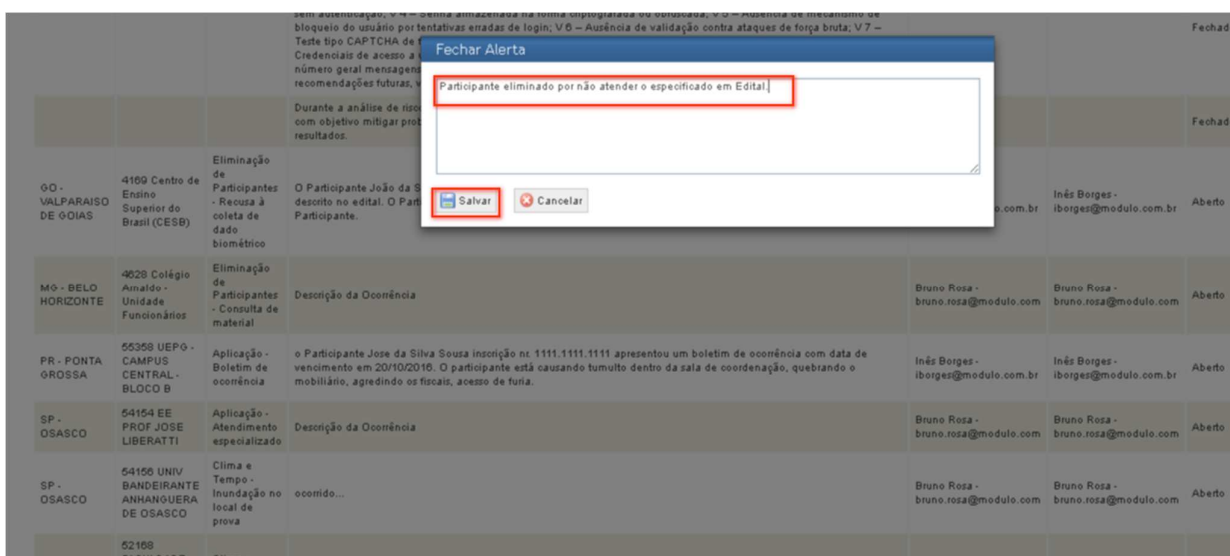 sem autenticação; V 4 – Senha armazenada na forma criptografada ou obfuscada; V 5 – Ausência de mecanismo de
bloqueio do usuário por tentativas erradas de login; V 6 – Ausência de validação contra ataques de força bruta; V 7 –
Teste tipo CAPTCHA de
Credenciais de acesso a
número geral mensagens
recomendações futuras, v
Fechad
Fechar Alerta
Participante eliminado por não atender o especificado em Edital.
Salvar
Cancelar
Durante a análise de risc
com objetivo mitigar prob
resultados.
Fechad
GO -
VALPARAISO
DE GOIAS
4169 Centro de
Ensino
Superior do
Brasil (CESB)
Eliminação
de
Participantes
- Recusa à
coleta de
dado
biométrico
O Participante João da S
descrito no edital. O Parti
Participante.
o.com.br
Inês Borges -
iborges@modulo.com.br
Aberto
MG - BELO
HORIZONTE
4628 Colégio
Arnaldo -
Unidade
Funcionários
Eliminação
de
Participantes
- Consulta de
material
Descrição da Ocorrência
Bruno Rosa -
bruno.rosa@modulo.com
Bruno Rosa -
bruno.rosa@modulo.com
Aberto
PR - PONTA
GROSSA
55358 UEPG -
CAMPUS
CENTRAL -
BLOCO B
Aplicação -
Boletim de
ocorrência
o Participante Jose da Silva Sousa inscrição nr. 1111.1111.1111 apresentou um boletim de ocorrência com data de
vencimento em 20/10/2016. O participante está causando tumulto dentro da sala de coordenação, quebrando o
mobiliário, agredindo os fiscais, acesso de furia.
Inês Borges -
iborges@modulo.com.br
Inês Borges -
iborges@modulo.com.br
Aberto
SP -
OSASCO
54154 EE
PROF JOSE
LIBERATTI
Aplicação -
Atendimento
especializado
Descrição da Ocorrência
Bruno Rosa -
bruno.rosa@modulo.com
Bruno Rosa -
bruno.rosa@modulo.com
Aberto
SP -
OSASCO
54156 UNIV
BANDEIRANTE
ANHANGUERA
DE OSASCO
Clima e
Tempo -
Inundação no
local de
prova
ocorrido...
Bruno Rosa -
bruno.rosa@modulo.com
Bruno Rosa -
bruno.rosa@modulo.com
Aberto
52168